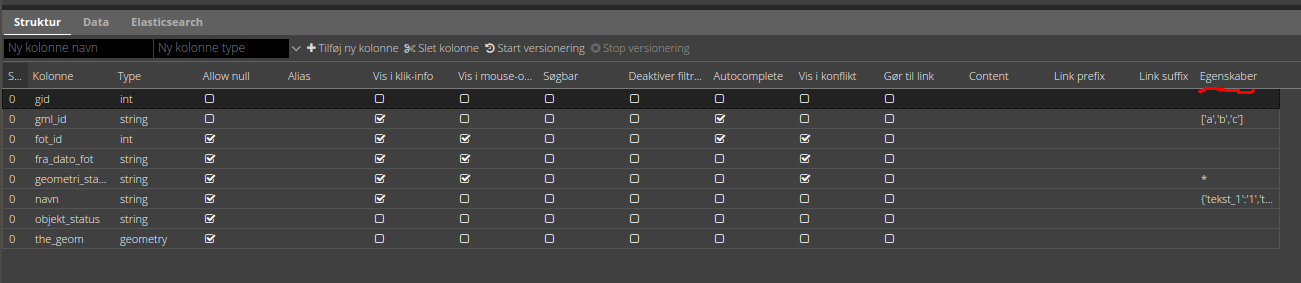 Struktur Data Elasticsearch
Ny kolonne navn Ny kolonne type Tilføj ny kolonne Slet kolonne Start versionering Stop versionering
S... Kolonne Type Allow null Alias Vis i klik-info Vis i mouse-o... Søgbar Deaktiver filtr... Autocomplete Vis i konflikt Gør til link Content Link prefix Link suffix Egenskaber
0 gid int
0 gml_id string ['a','b','c']
0 fot_id int
0 fra_dato_fot string
0 geometri_sta... string *
0 navn string {'tekst_1':'1','t...
0 objekt_status string
0 the_geom geometry